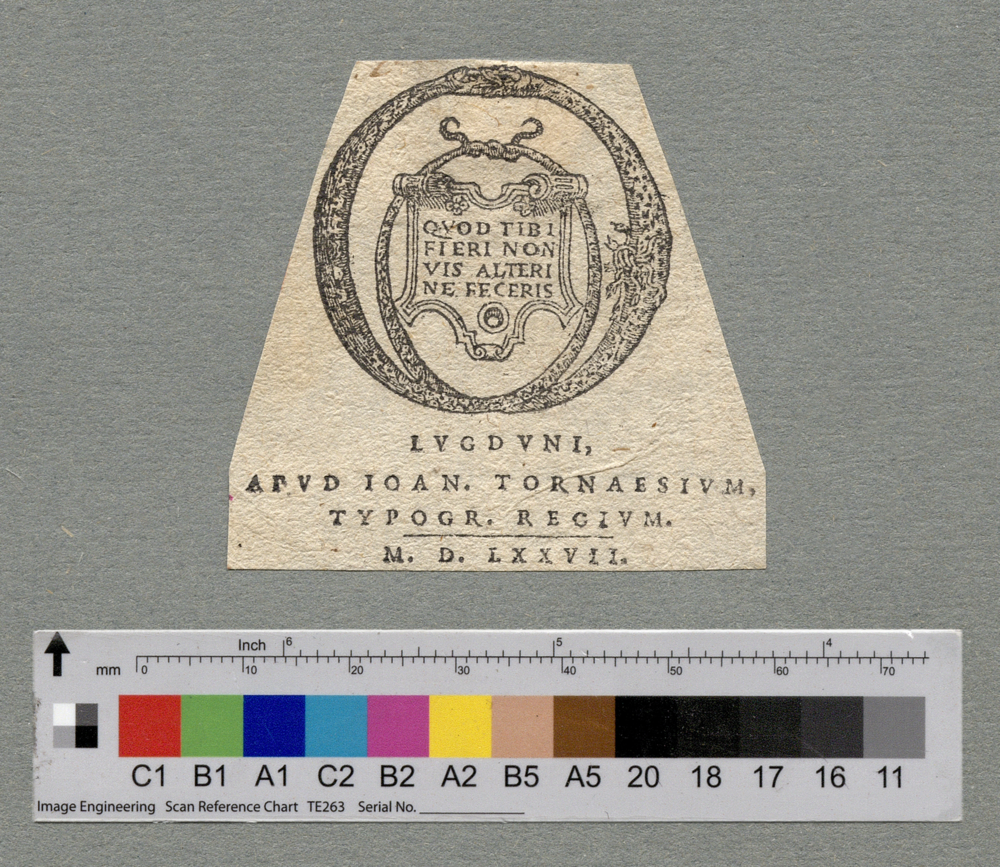 QVOD TIBI
FIERI NON
VIS ALTERI
NE FECERIS
LVGDVNI,
APVD IOAN. TORNAESIVM,
TYPOGR. REGIVM.
M. D. LXXVII.
Inch 6 5 4
mm 0 10 20 30 40 50 60 70
C1 B1 A1 C2 B2 A2 B5 A5 20 18 17 16 11
Image Engineering Scan Reference Chart TE263 Serial No.